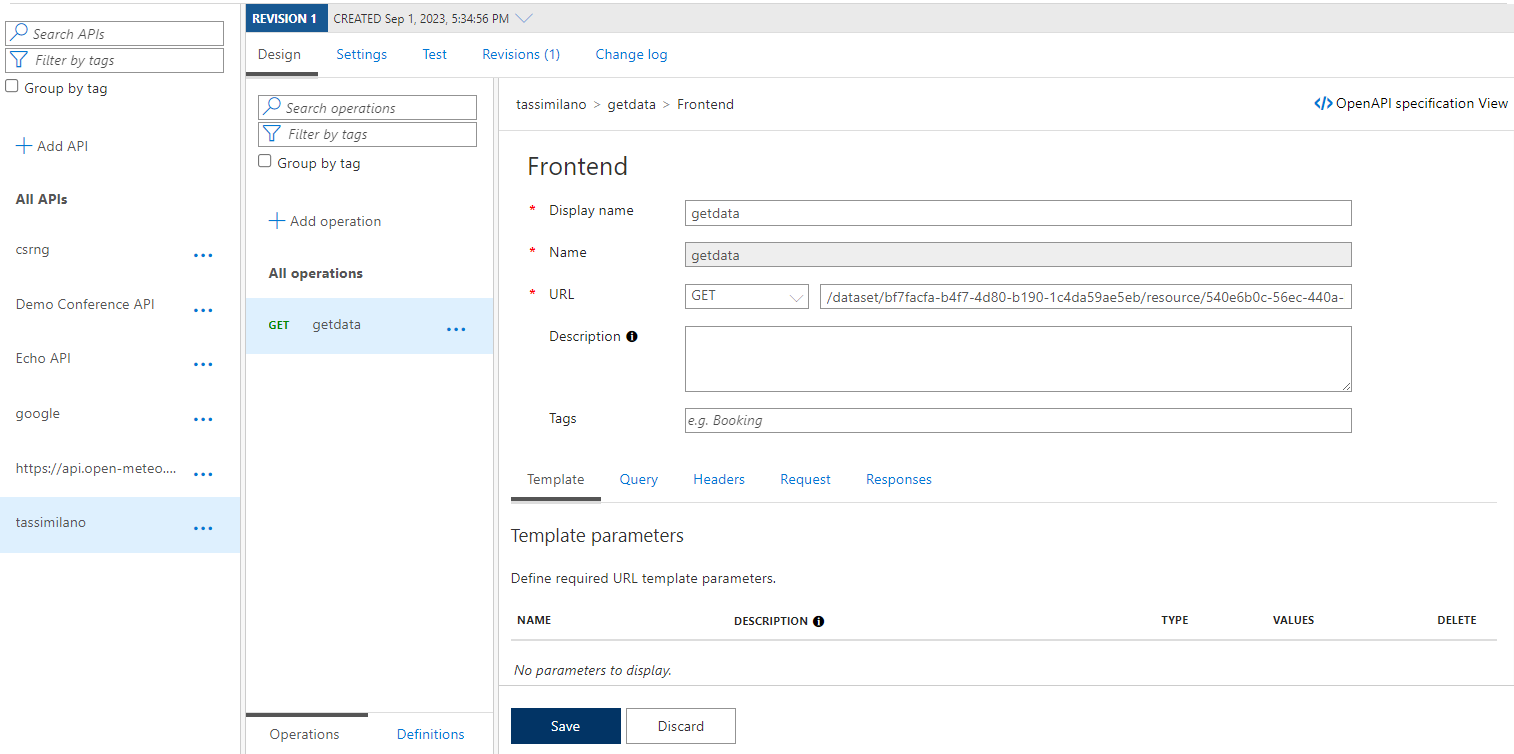 REVISION 1 CREATED Sep 1, 2023, 5:34:56 PM
Search APIs
Filter by tags
Group by tag
Add API
All APIs
csrng
Demo Conference API
Echo API
google
https://api.open-meteo....
tassimilano
Design Settings Test Revisions (1) Change log
Search operations
Filter by tags
Group by tag
Add operation
All operations
GET getdata
Operations Definitions
tassimilano > getdata > Frontend
</> OpenAPI specification View
Frontend
* Display name getdata
* Name getdata
* URL GET /dataset/bf7facfa-b4f7-4d80-b190-1c4da59ae5eb/resource/540e6b0c-56ec-440a-
Description
Tags e.g. Booking
Template Query Headers Request Responses
Template parameters
Define required URL template parameters.
NAME DESCRIPTION TYPE VALUES DELETE
No parameters to display.
Save Discard